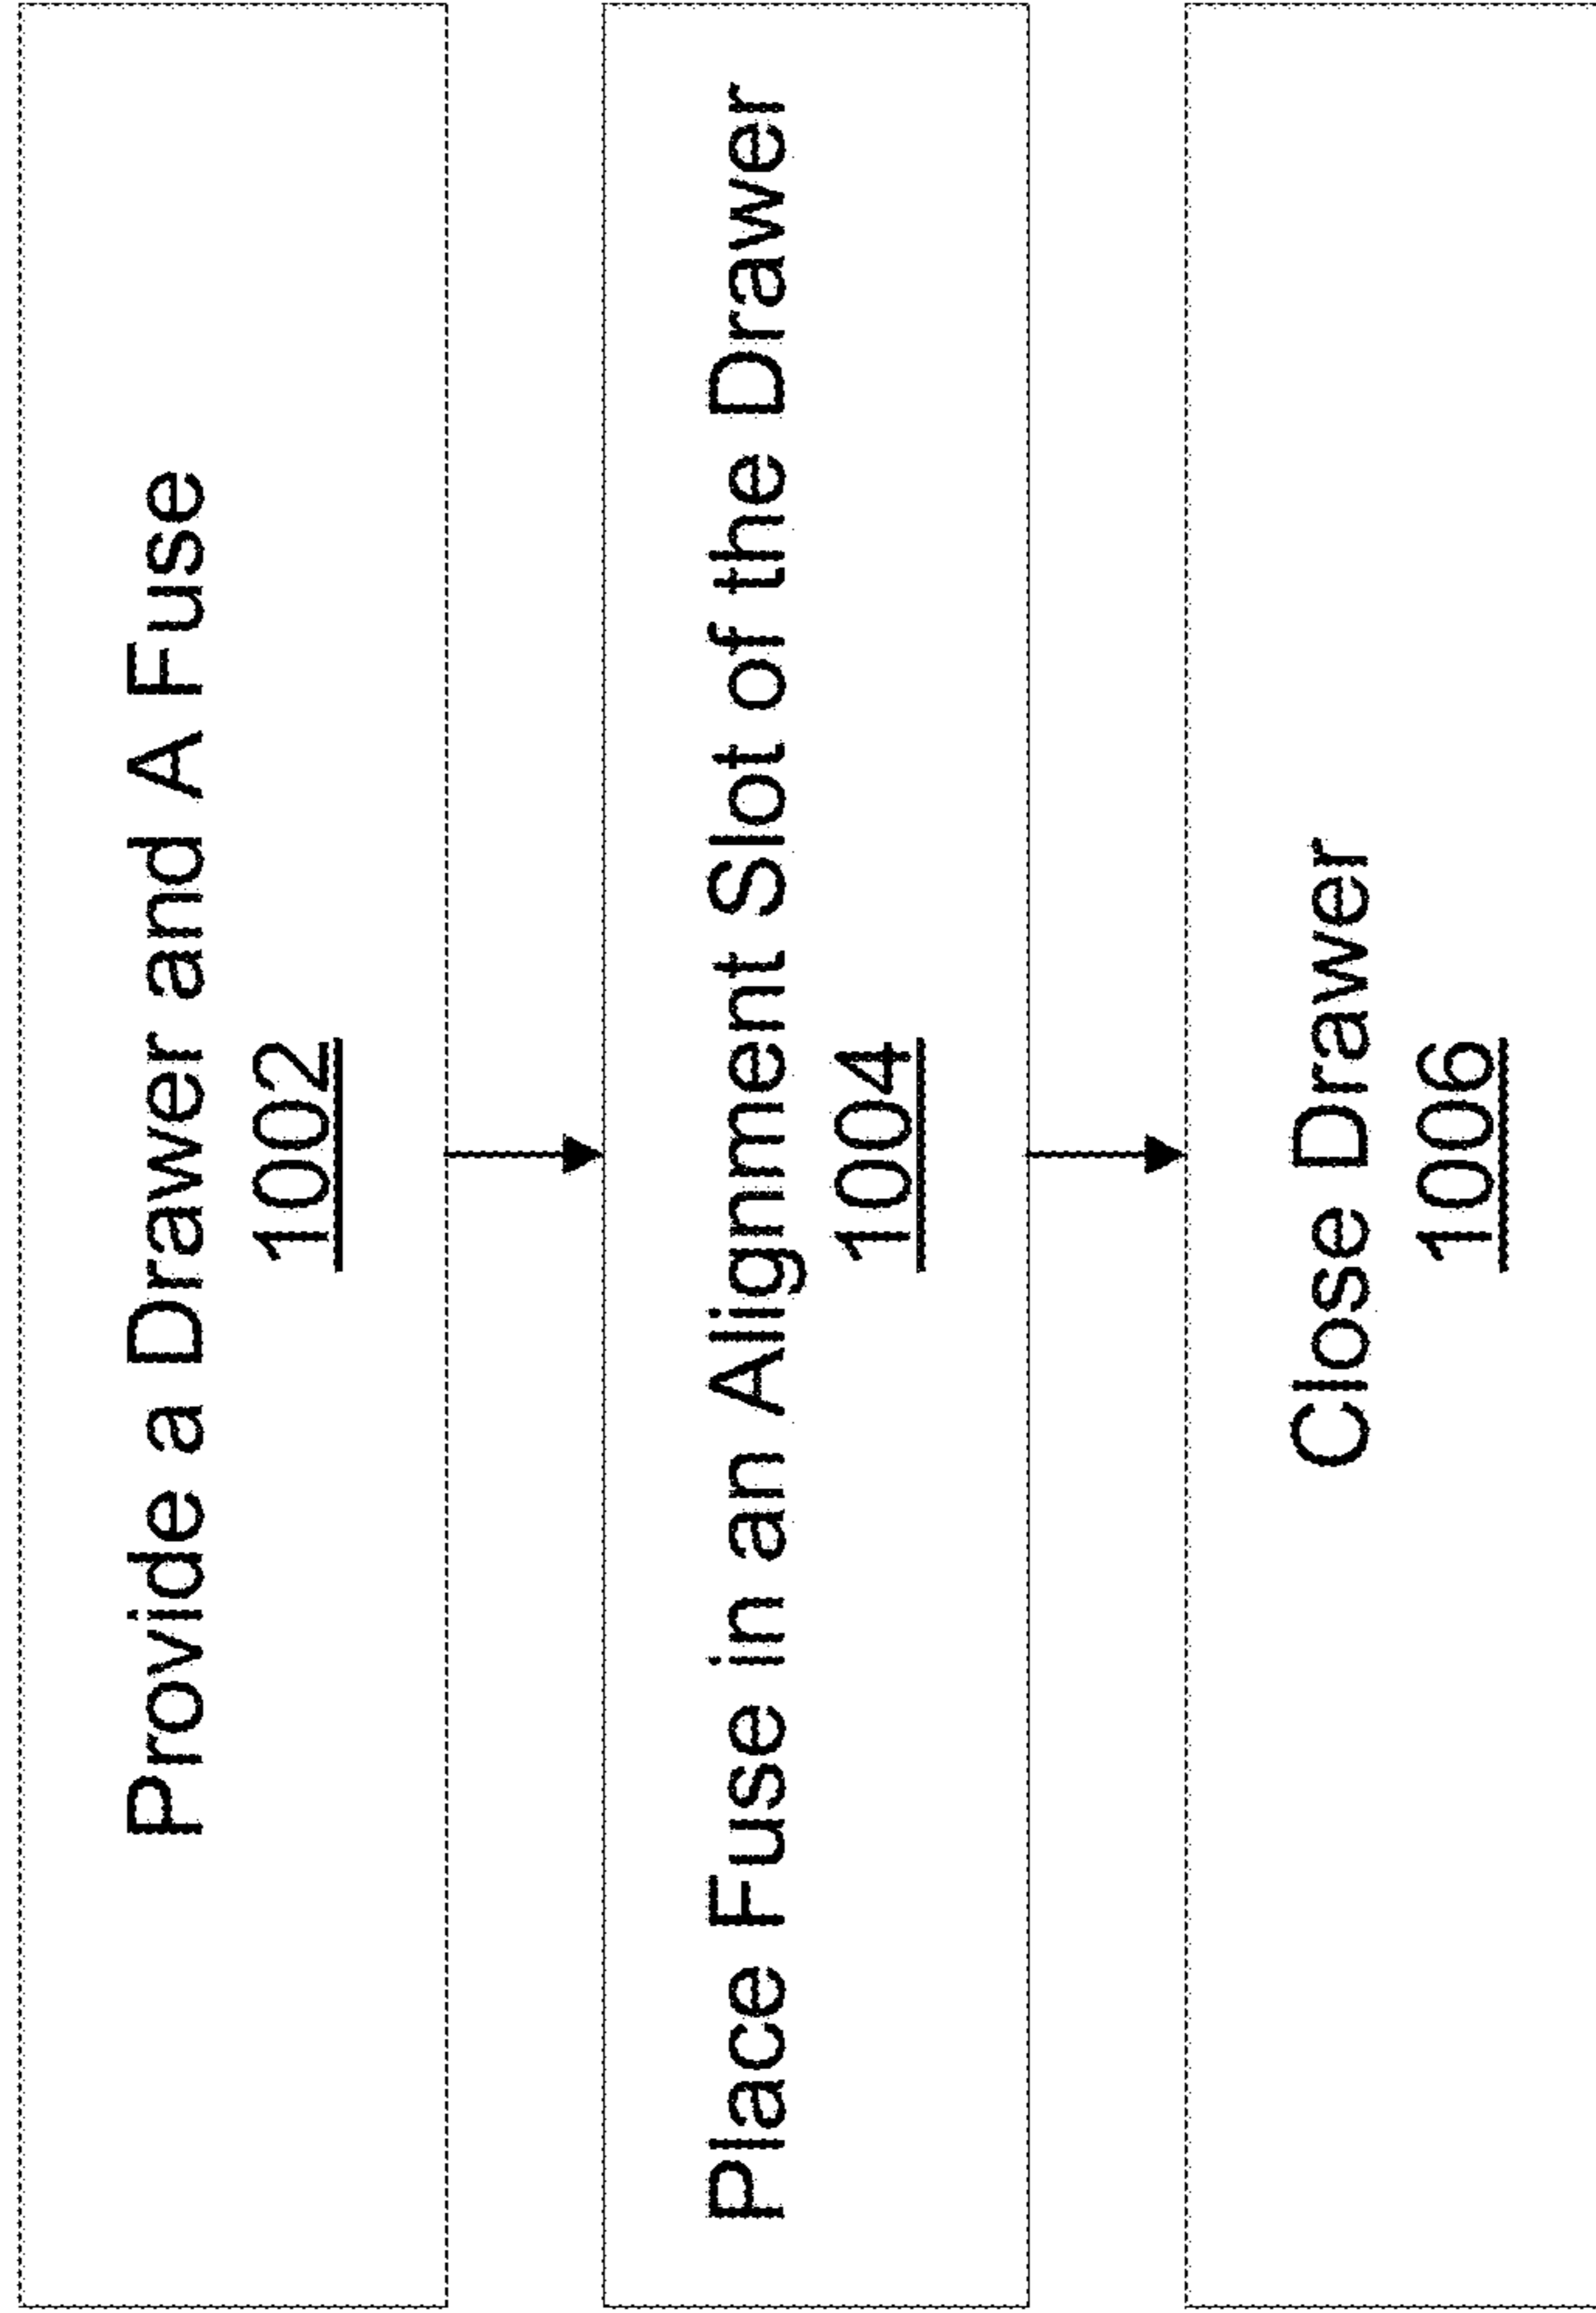 Provide a Drawer and A Fuse
1002
Place Fuse in an Alignment Slot of the Drawer
1004
Close Drawer
1006